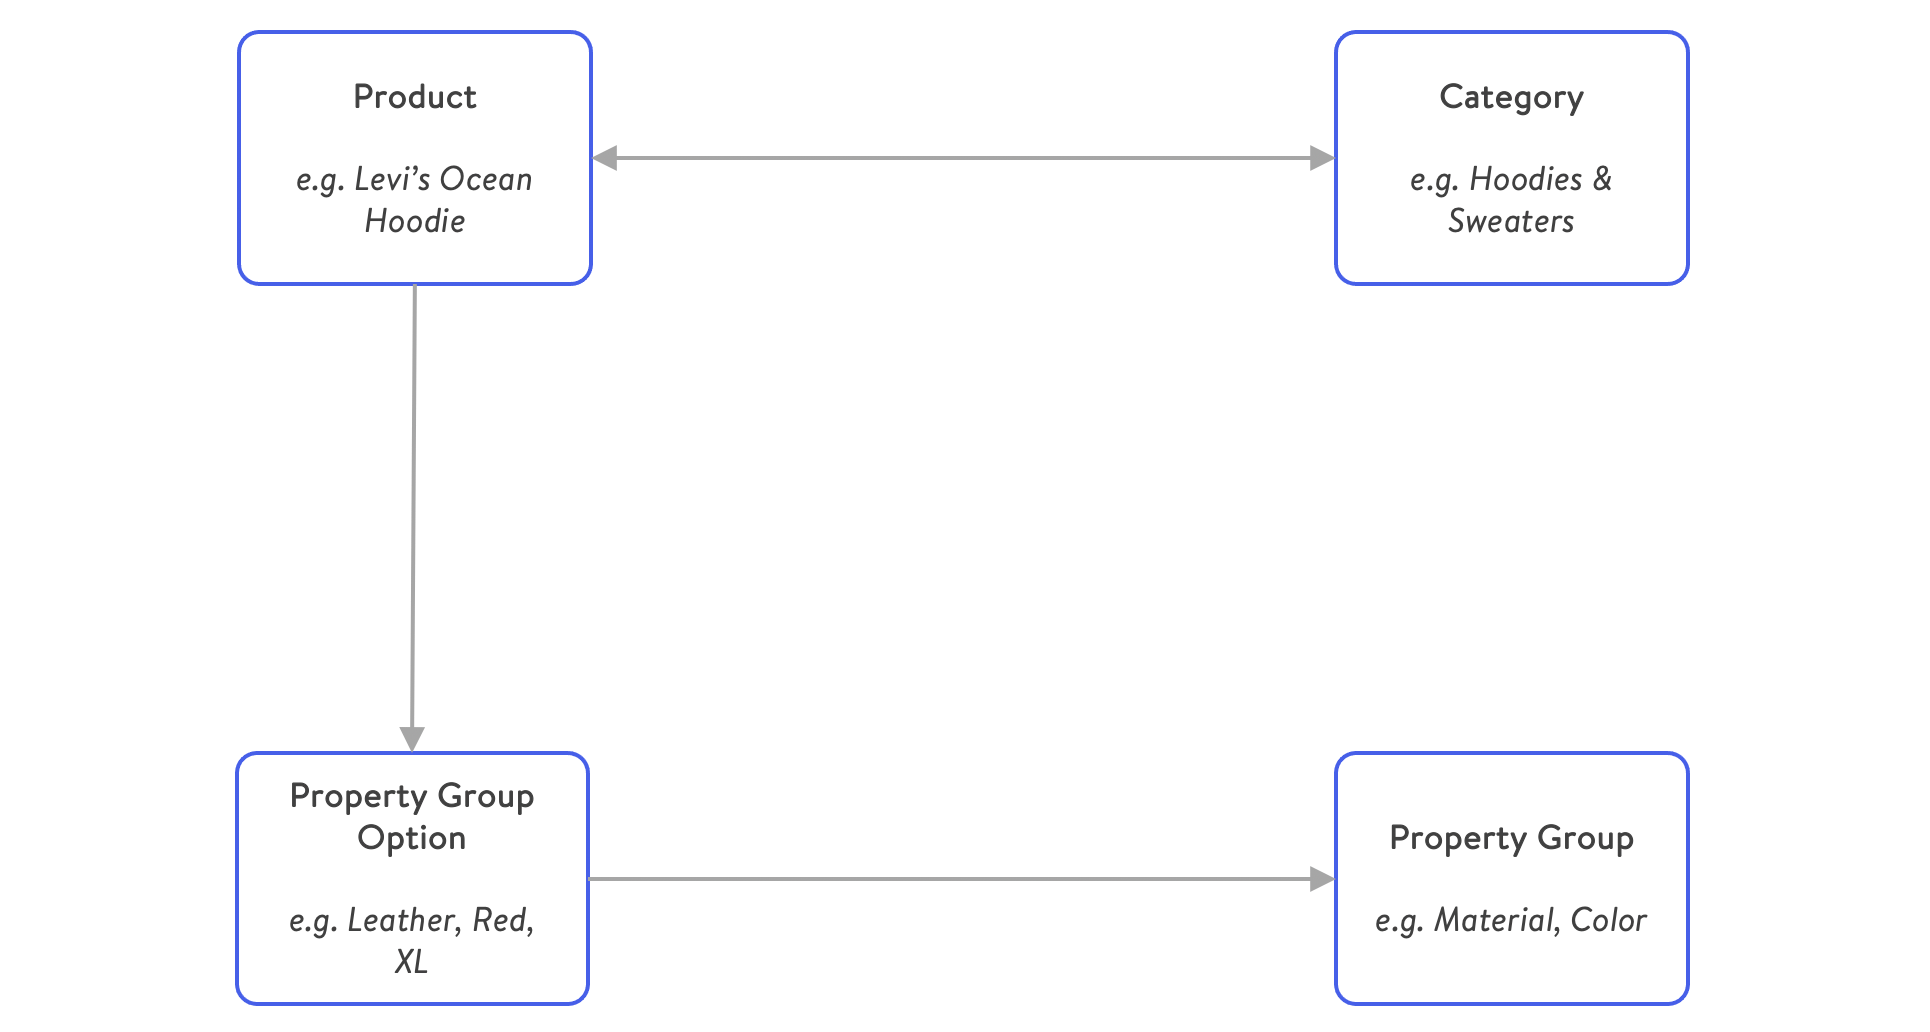 Product
e.g. Levi’s Ocean
Hoodie
Category
e.g. Hoodies &
Sweaters
Property Group
Option
e.g. Leather, Red,
XL
Property Group
e.g. Material, Color